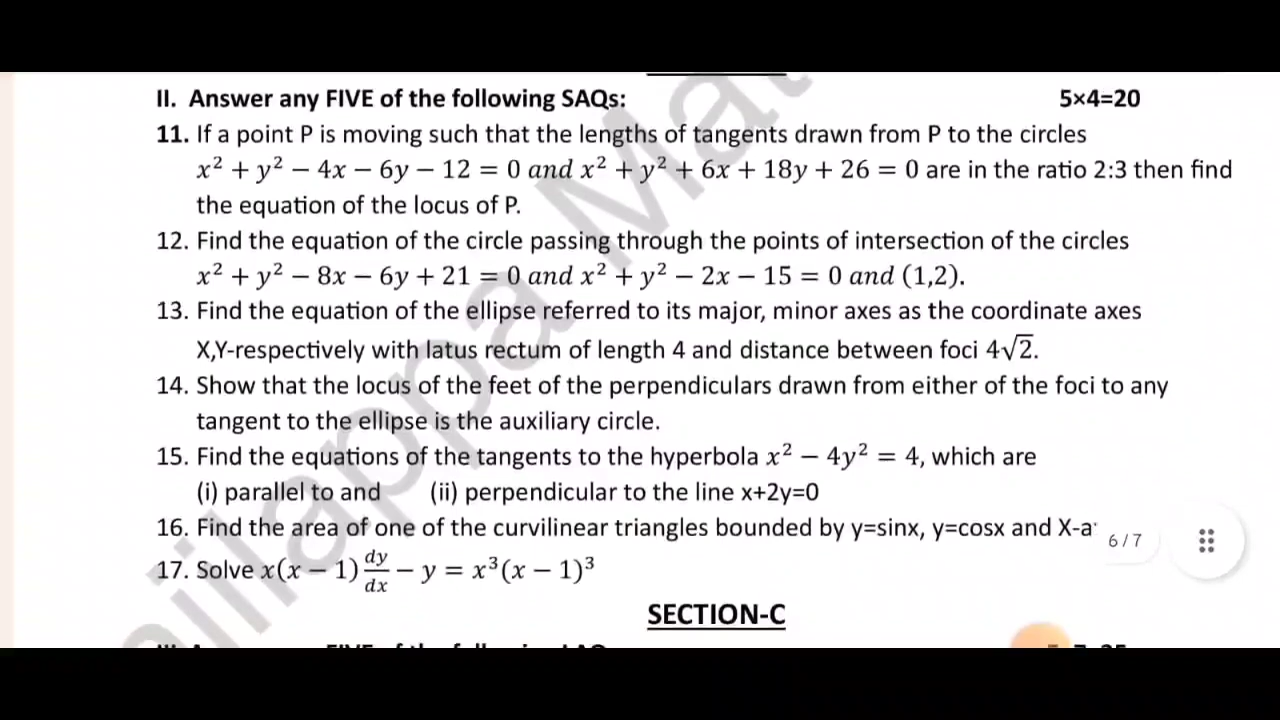 II. Answer any FIVE of the following SAQs: 5×4=20
11. If a point P is moving such that the lengths of tangents drawn from P to the circles
x² + y² − 4x − 6y − 12 = 0 and x² + y² + 6x + 18y + 26 = 0 are in the ratio 2:3 then find
the equation of the locus of P.
12. Find the equation of the circle passing through the points of intersection of the circles
x² + y² − 8x − 6y + 21 = 0 and x² + y² − 2x − 15 = 0 and (1,2).
13. Find the equation of the ellipse referred to its major, minor axes as the coordinate axes
X,Y-respectively with latus rectum of length 4 and distance between foci 4√2.
14. Show that the locus of the feet of the perpendiculars drawn from either of the foci to any
tangent to the ellipse is the auxiliary circle.
15. Find the equations of the tangents to the hyperbola x² − 4y² = 4, which are
(i) parallel to and (ii) perpendicular to the line x+2y=0
16. Find the area of one of the curvilinear triangles bounded by y=sinx, y=cosx and X-a
6/7
17. Solve x(x − 1) dy/dx − y = x³(x − 1)³
SECTION-C